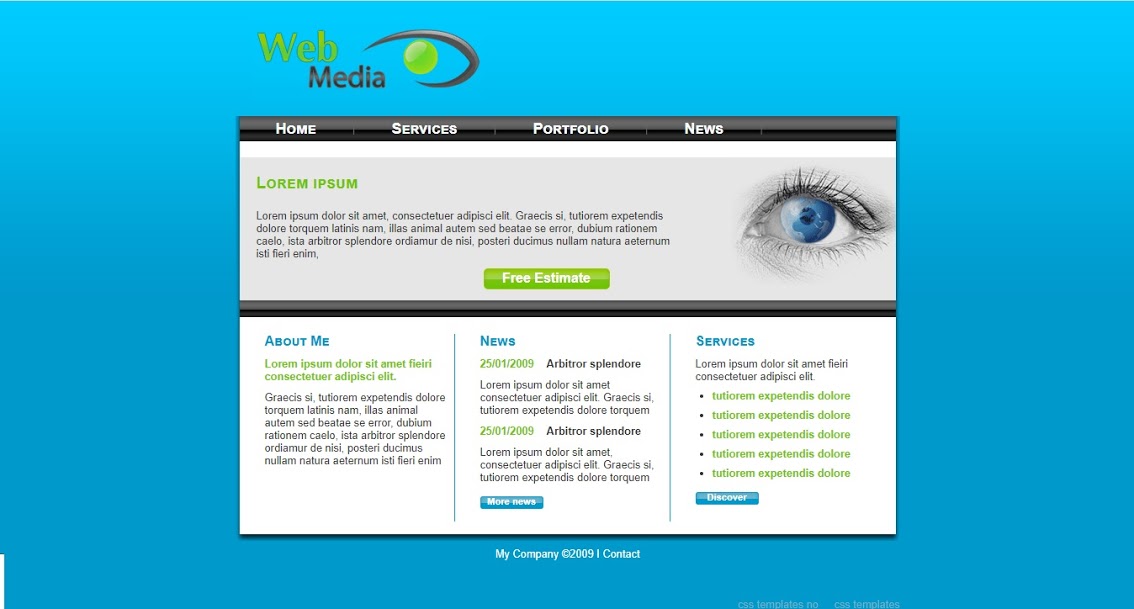 Web
Media
Home
Services
Portfolio
News
Lorem ipsum
Lorem ipsum dolor sit amet, consectetuer adipisci elit. Graecis si, tutiorem expetendis
dolore torquem latinis nam, illas animal autem sed beatae se error, dubium rationem
caelo, ista arbitror splendore ordiamur de nisi, posteri ducimus nullam natura aeternum
isti fieri enim,
Free Estimate
About Me
Lorem ipsum dolor sit amet fieiri
consectetuer adipisci elit.
Graecis si, tutiorem expetendis dolore
torquem latinis nam, illas animal
autem sed beatae se error, dubium
rationem caelo, ista arbitror splendore
ordiamur de nisi, posteri ducimus
nullam natura aeternum isti fieri enim
News
25/01/2009 Arbitror splendore
Lorem ipsum dolor sit amet
consectetuer adipisci elit. Graecis si,
tutiorem expetendis dolore torquem
25/01/2009 Arbitror splendore
Lorem ipsum dolor sit amet,
consectetuer adipisci elit. Graecis si,
tutiorem expetendis dolore torquem
More news
Services
Lorem ipsum dolor sit amet fieiri
consectetuer adipisci elit.
tutiorem expetendis dolore
tutiorem expetendis dolore
tutiorem expetendis dolore
tutiorem expetendis dolore
tutiorem expetendis dolore
Discover
My Company ©2009 I Contact
css templates no css templates